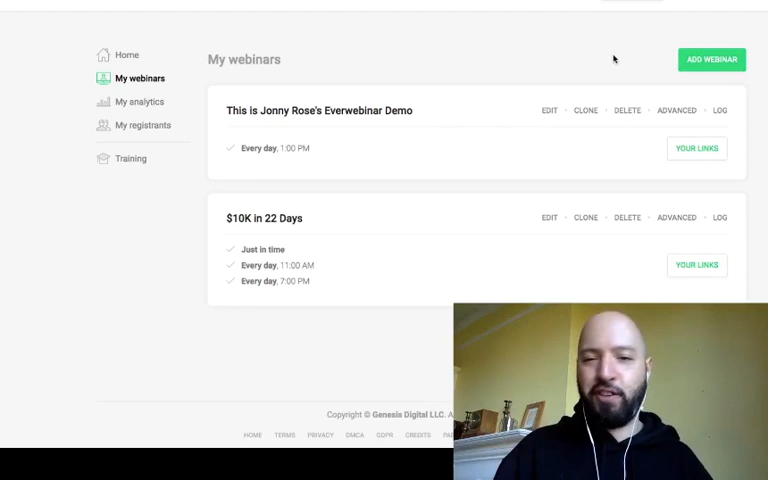 Home
My webinars
My analytics
My registrants
Training
My webinars
ADD WEBINAR
This is Jonny Rose's Everwebinar Demo
EDIT • CLONE • DELETE • ADVANCED • LOG
Every day, 1:00 PM
YOUR LINKS
$10K in 22 Days
EDIT • CLONE • DELETE • ADVANCED • LOG
Just in time
Every day, 11:00 AM
Every day, 7:00 PM
YOUR LINKS
Copyright © Genesis Digital LLC. A
HOME TERMS PRIVACY DMCA GDPR CREDITS